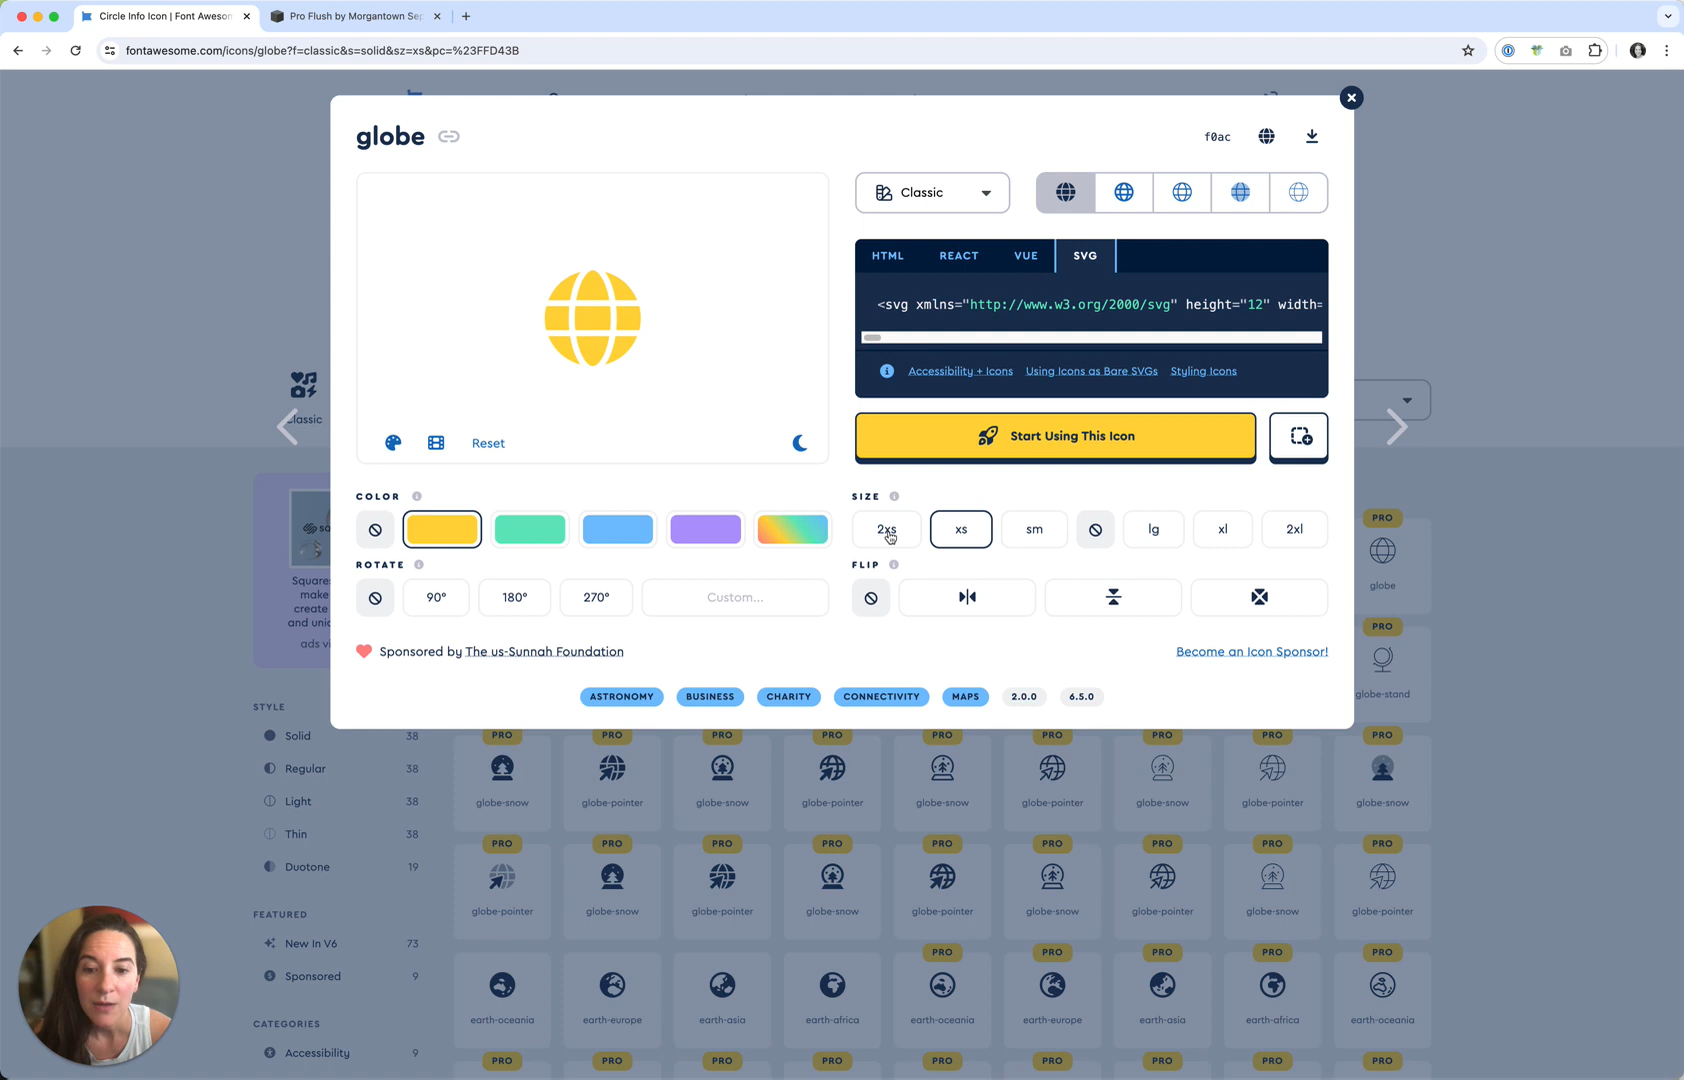 Circle Info Icon | Font Aweson
Pro Flush by Morgantown Sep
fontawesome.com/icons/globe?f=classic&s=solid&sz=xs&pc=%23FFD43B
globe
f0ac
Classic
HTML
REACT
VUE
SVG
<svg xmlns="http://www.w3.org/2000/svg" height="12" width=
Accessibility + Icons
Using Icons as Bare SVGs
Styling Icons
Reset
Start Using This Icon
COLOR
SIZE
2xs
xs
sm
lg
xl
2xl
ROTATE
FLIP
90°
180°
270°
Custom...
Sponsored by The us-Sunnah Foundation
Become an Icon Sponsor!
ASTRONOMY
BUSINESS
CHARITY
CONNECTIVITY
MAPS
2.0.0
6.5.0
lassic
sq
Squares
make
create
and uni
ads vi
PRO
globe
PRO
globe-stand
STYLE
Solid 38
Regular 38
Light 38
Thin 38
Duotone 19
FEATURED
New In V6 73
Sponsored 9
CATEGORIES
Accessibility 9
PRO PRO PRO PRO PRO PRO PRO PRO PRO
globe-snow globe-pointer globe-snow globe-pointer globe-snow globe-pointer globe-snow globe-pointer globe-snow
PRO PRO PRO PRO PRO PRO PRO PRO PRO
globe-pointer globe-snow globe-pointer globe-snow globe-pointer globe-snow globe-pointer globe-snow globe-pointer
PRO PRO PRO PRO PRO
earth-oceania earth-europe earth-asia earth-africa earth-oceania earth-europe earth-asia earth-africa earth-oceania
PRO PRO PRO PRO PRO PRO PRO PRO PRO